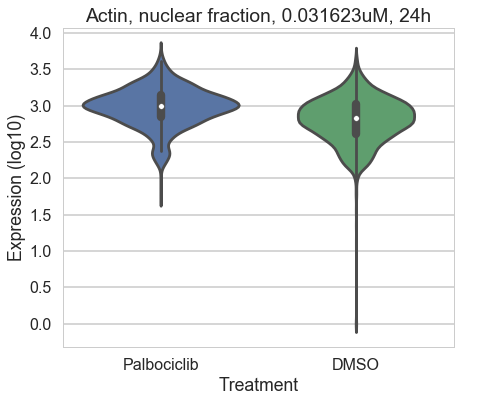 Actin, nuclear fraction, 0.031623uM, 24h
4.0
3.5
3.0
2.5
2.0
1.5
1.0
0.5
0.0
Expression (log10)
Palbociclib DMSO
Treatment